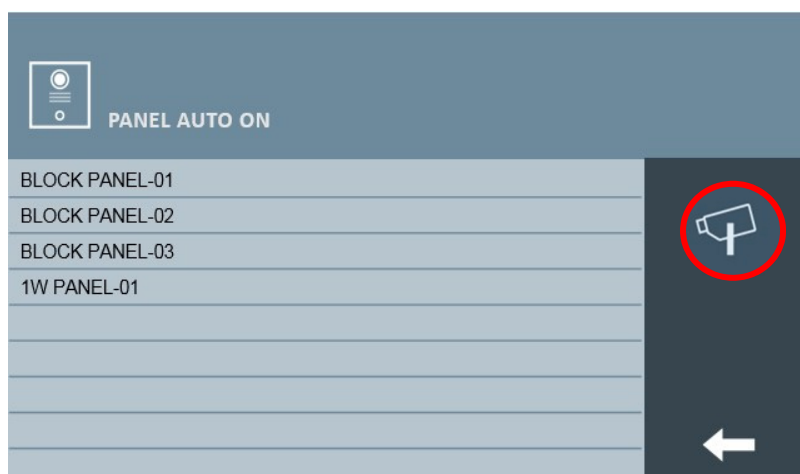 PANEL AUTO ON
BLOCK PANEL-01
BLOCK PANEL-02
BLOCK PANEL-03
1W PANEL-01